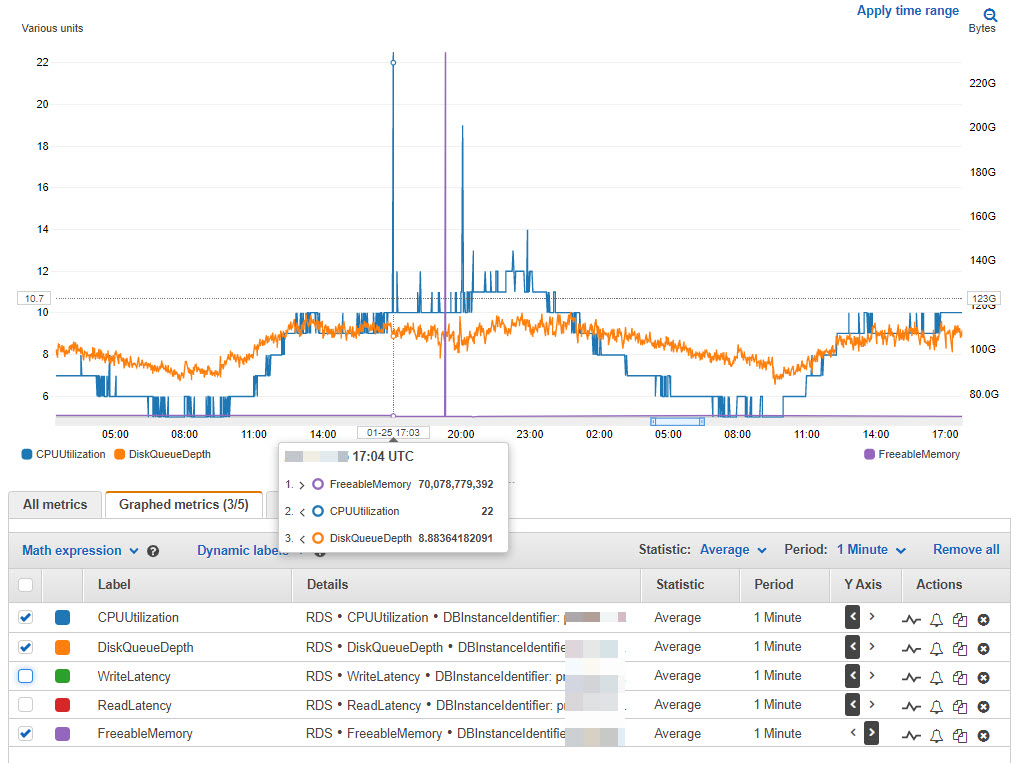 Apply time range
Various units
Bytes
22
20
18
16
14
12
10.7
10
8
6
220G
200G
180G
160G
140G
123G
120G
100G
80.0G
05:00 08:00 11:00 14:00 01-25 17:03 20:00 23:00 02:00 05:00 08:00 11:00 14:00 17:00
CPUUtilization DiskQueueDepth FreeableMemory
17:04 UTC
1. > FreeableMemory 70,078,779,392
2. < CPUUtilization 22
3. < DiskQueueDepth 8.88364182091
All metrics Graphed metrics (3/5)
Math expression ? Dynamic labels Statistic: Average Period: 1 Minute Remove all
Label Details Statistic Period Y Axis Actions
CPUUtilization RDS • CPUUtilization • DBInstanceIdentifier: Average 1 Minute < >
DiskQueueDepth RDS • DiskQueueDepth • DBInstanceIdentifie Average 1 Minute < >
WriteLatency RDS • WriteLatency • DBInstanceIdentifier: pr Average 1 Minute < >
ReadLatency RDS • ReadLatency • DBInstanceIdentifier: pr Average 1 Minute < >
FreeableMemory RDS • FreeableMemory • DBInstanceIdentifie Average 1 Minute < >